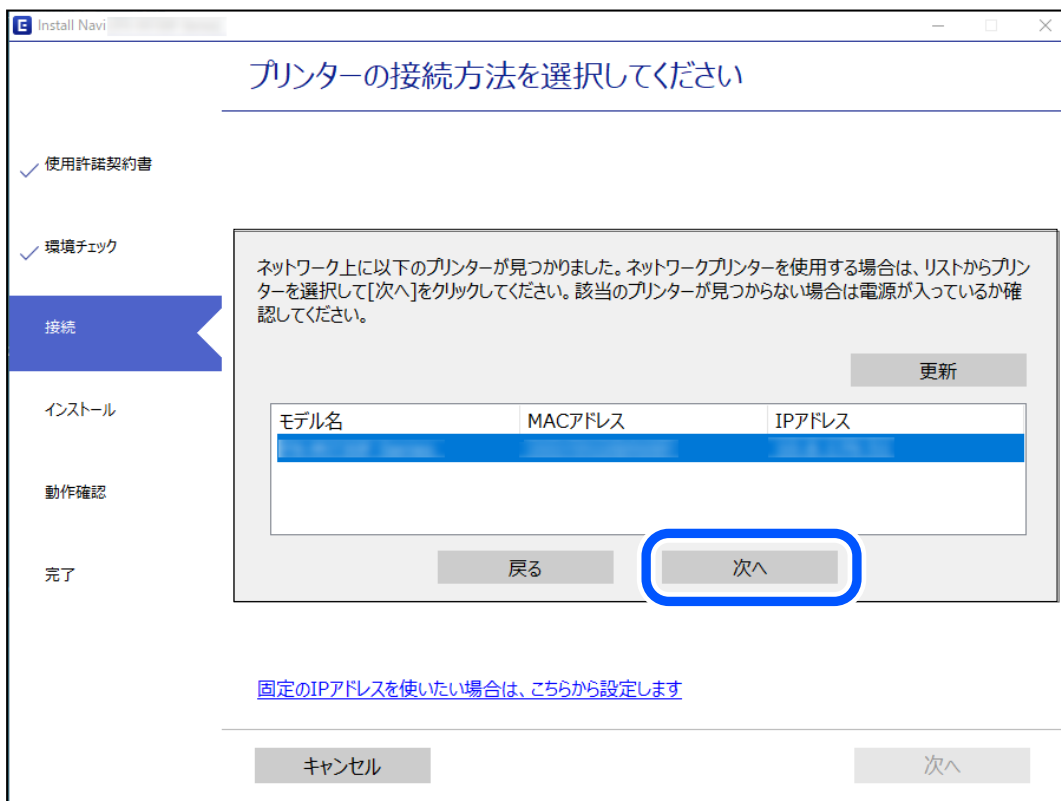 E Install Navi
プリンターの接続方法を選択してください
使用許諾契約書
環境チェック
接続
インストール
動作確認
完了
ネットワーク上に以下のプリンターが見つかりました。ネットワークプリンターを使用する場合は、リストからプリン
ターを選択して[次へ]をクリックしてください。該当のプリンターが見つからない場合は電源が入っているか確
認してください。
更新
モデル名 MACアドレス IPアドレス
戻る 次へ
固定のIPアドレスを使いたい場合は、こちらから設定します
キャンセル 次へ